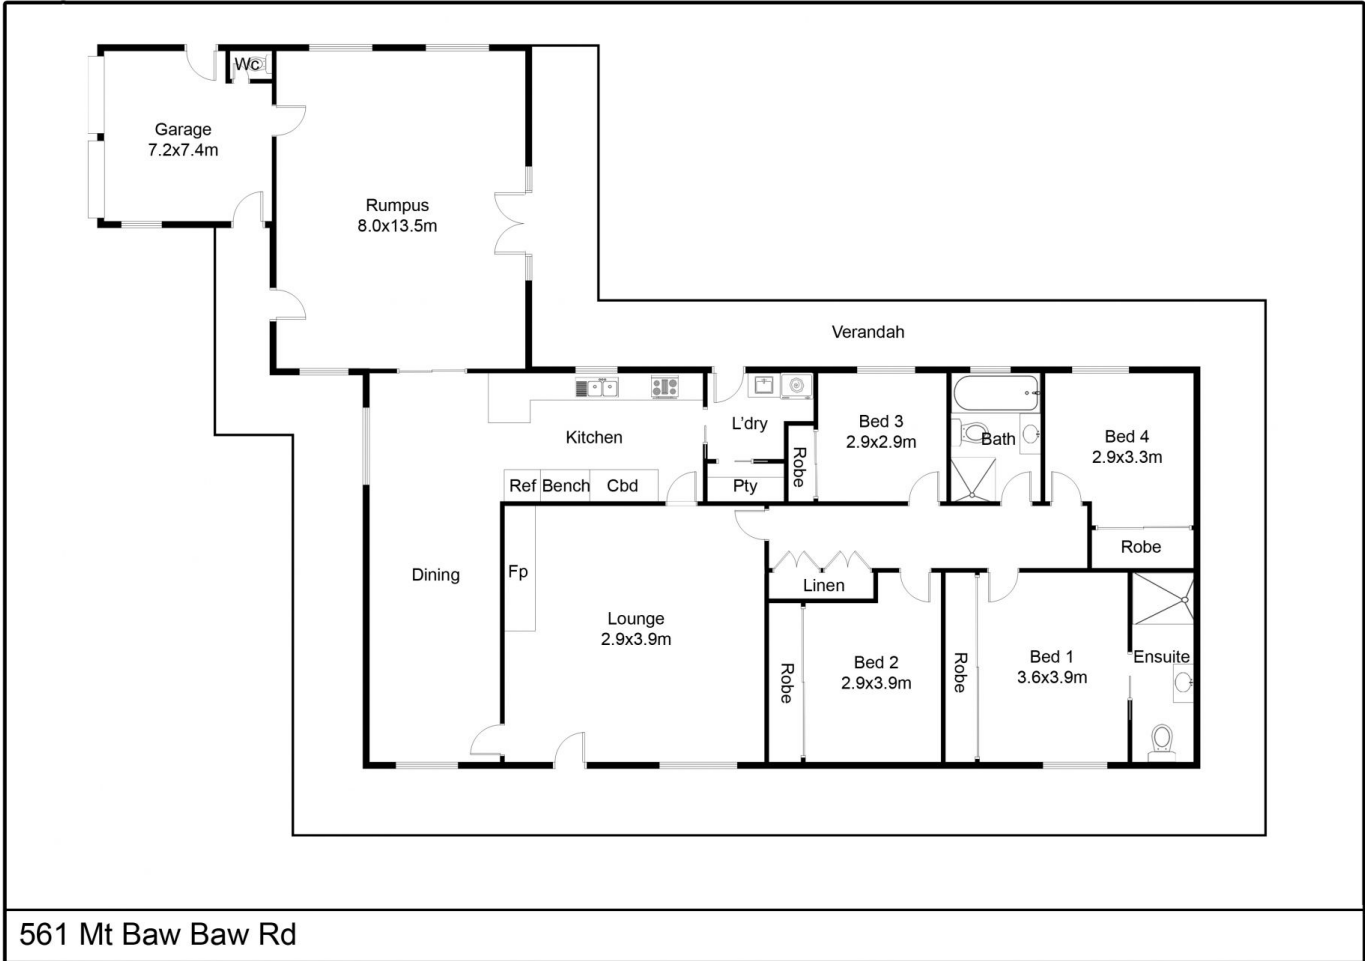 Wc
Garage
7.2x7.4m
Rumpus
8.0x13.5m
Verandah
Kitchen
L'dry
Bed 3
2.9x2.9m
Bath
Bed 4
2.9x3.3m
Robe
Ref
Bench
Cbd
Pty
Robe
Dining
Fp
Linen
Lounge
2.9x3.9m
Robe
Bed 2
2.9x3.9m
Robe
Bed 1
3.6x3.9m
Ensuite
561 Mt Baw Baw Rd